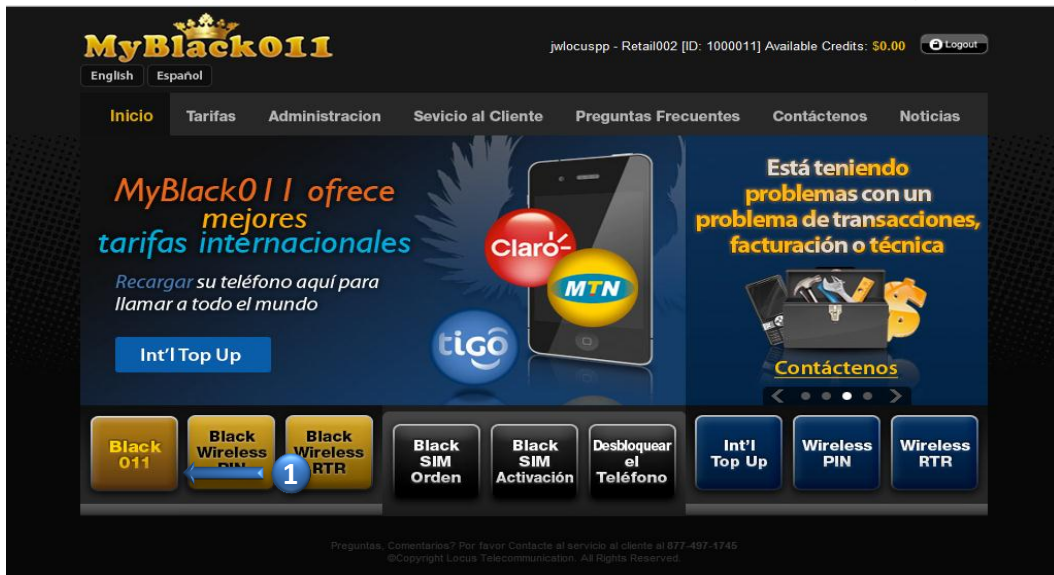 MyBlack011
jwlocuspp - Retail002 [ID: 1000011] Available Credits: $0.00 Logout
English Español
Inicio Tarifas Administracion Sevicio al Cliente Preguntas Frecuentes Contáctenos Noticias
MyBlack011 ofrece
mejores
tarifas internacionales
Recargar su teléfono aquí para
llamar a todo el mundo
Int'l Top Up
Claro
MTN
tigo
Está teniendo
problemas con un
problema de transacciones,
facturación o técnica
Contáctenos
Black
011
Black
Wireless
PIN
1
Black
Wireless
RTR
Black
SIM
Orden
Black
SIM
Activación
Desbloquear
el
Teléfono
Int'l
Top Up
Wireless
PIN
Wireless
RTR
Preguntas, Comentarios? Por favor Contacte al servicio al cliente al 877-497-1745
©Copyright Locus Telecommunication. All Rights Reserved.